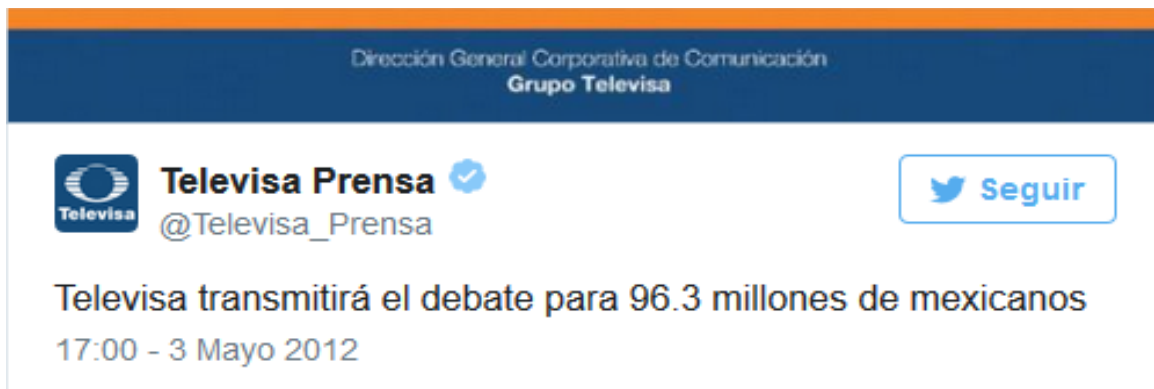 Dirección General Corporativa de Comunicación
Grupo Televisa
Televisa
Televisa Prensa
@Televisa_Prensa
Seguir
Televisa transmitirá el debate para 96.3 millones de mexicanos
17:00 - 3 Mayo 2012